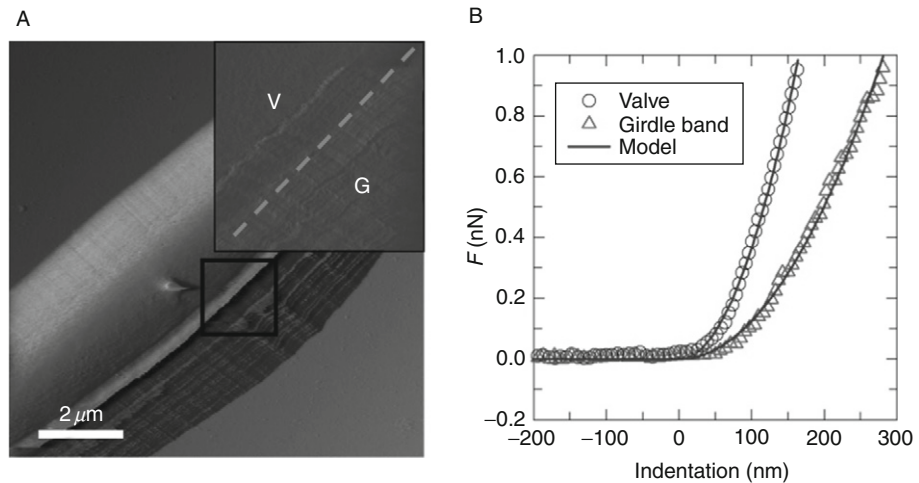 A
V
G
2 μm
B
1.0
0.8
0.6
0.4
0.2
0.0
−0.2
F (nN)
Valve
Girdle band
Model
−200 −100 0 100 200 300
Indentation (nm)